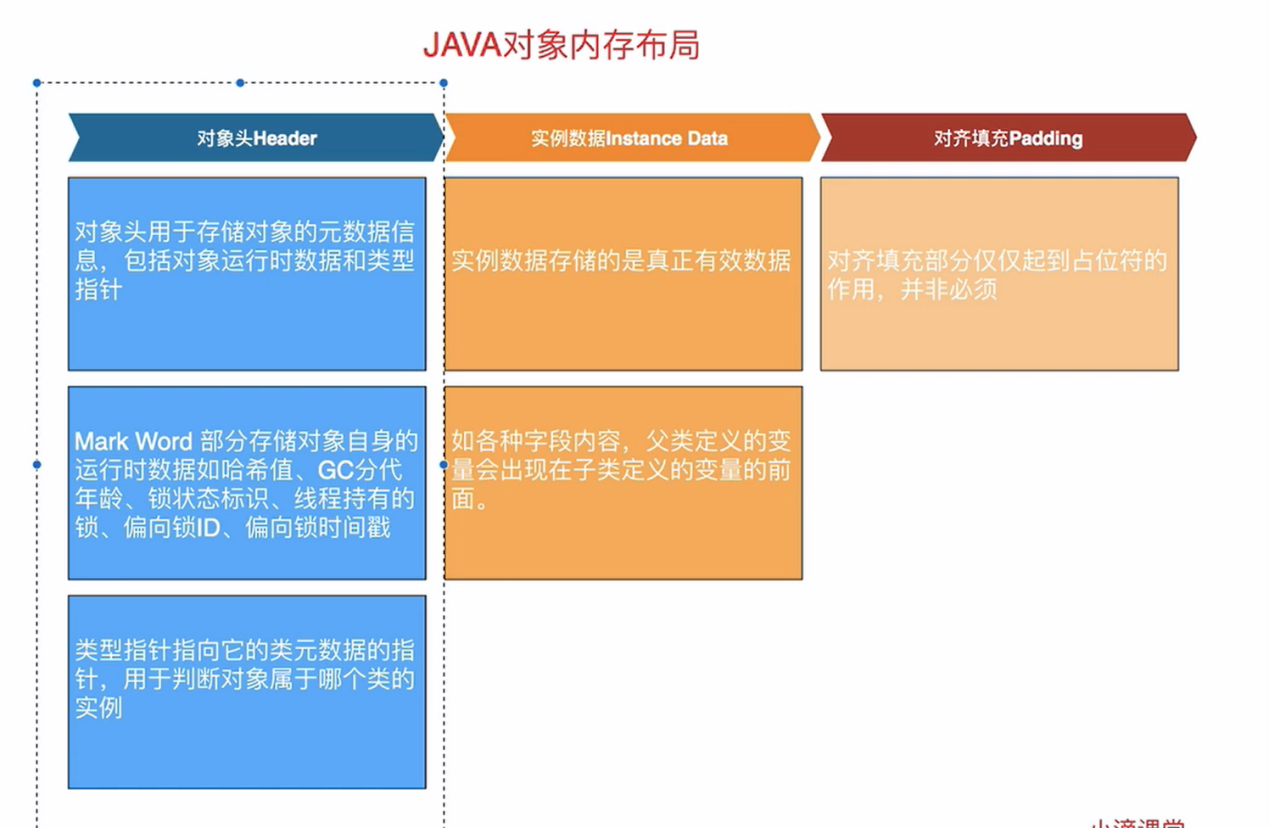 JAVA对象内存布局
对象头Header
实例数据Instance Data
对齐填充Padding
对象头用于存储对象的元数据信
息，包括对象运行时数据和类型
指针
实例数据存储的是真正有效数据
对齐填充部分仅仅起到占位符的
作用，并非必须
Mark Word 部分存储对象自身的
运行时数据如哈希值、GC分代
年龄、锁状态标识、线程持有的
锁、偏向锁ID、偏向锁时间戳
如各种字段内容，父类定义的变
量会出现在子类定义的变量的前
面。
类型指针指向它的类元数据的指
针，用于判断对象属于哪个类的
实例
小滴课堂